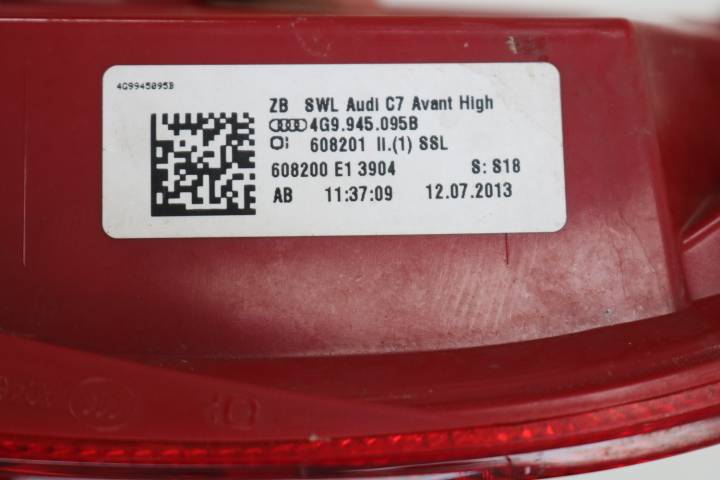 4G9945095B
ZB SWL Audi C7 Avant High
4G9.945.095B
608201 II.(1) SSL
608200 E1 3904 S: S18
AB 11:37:09 12.07.2013